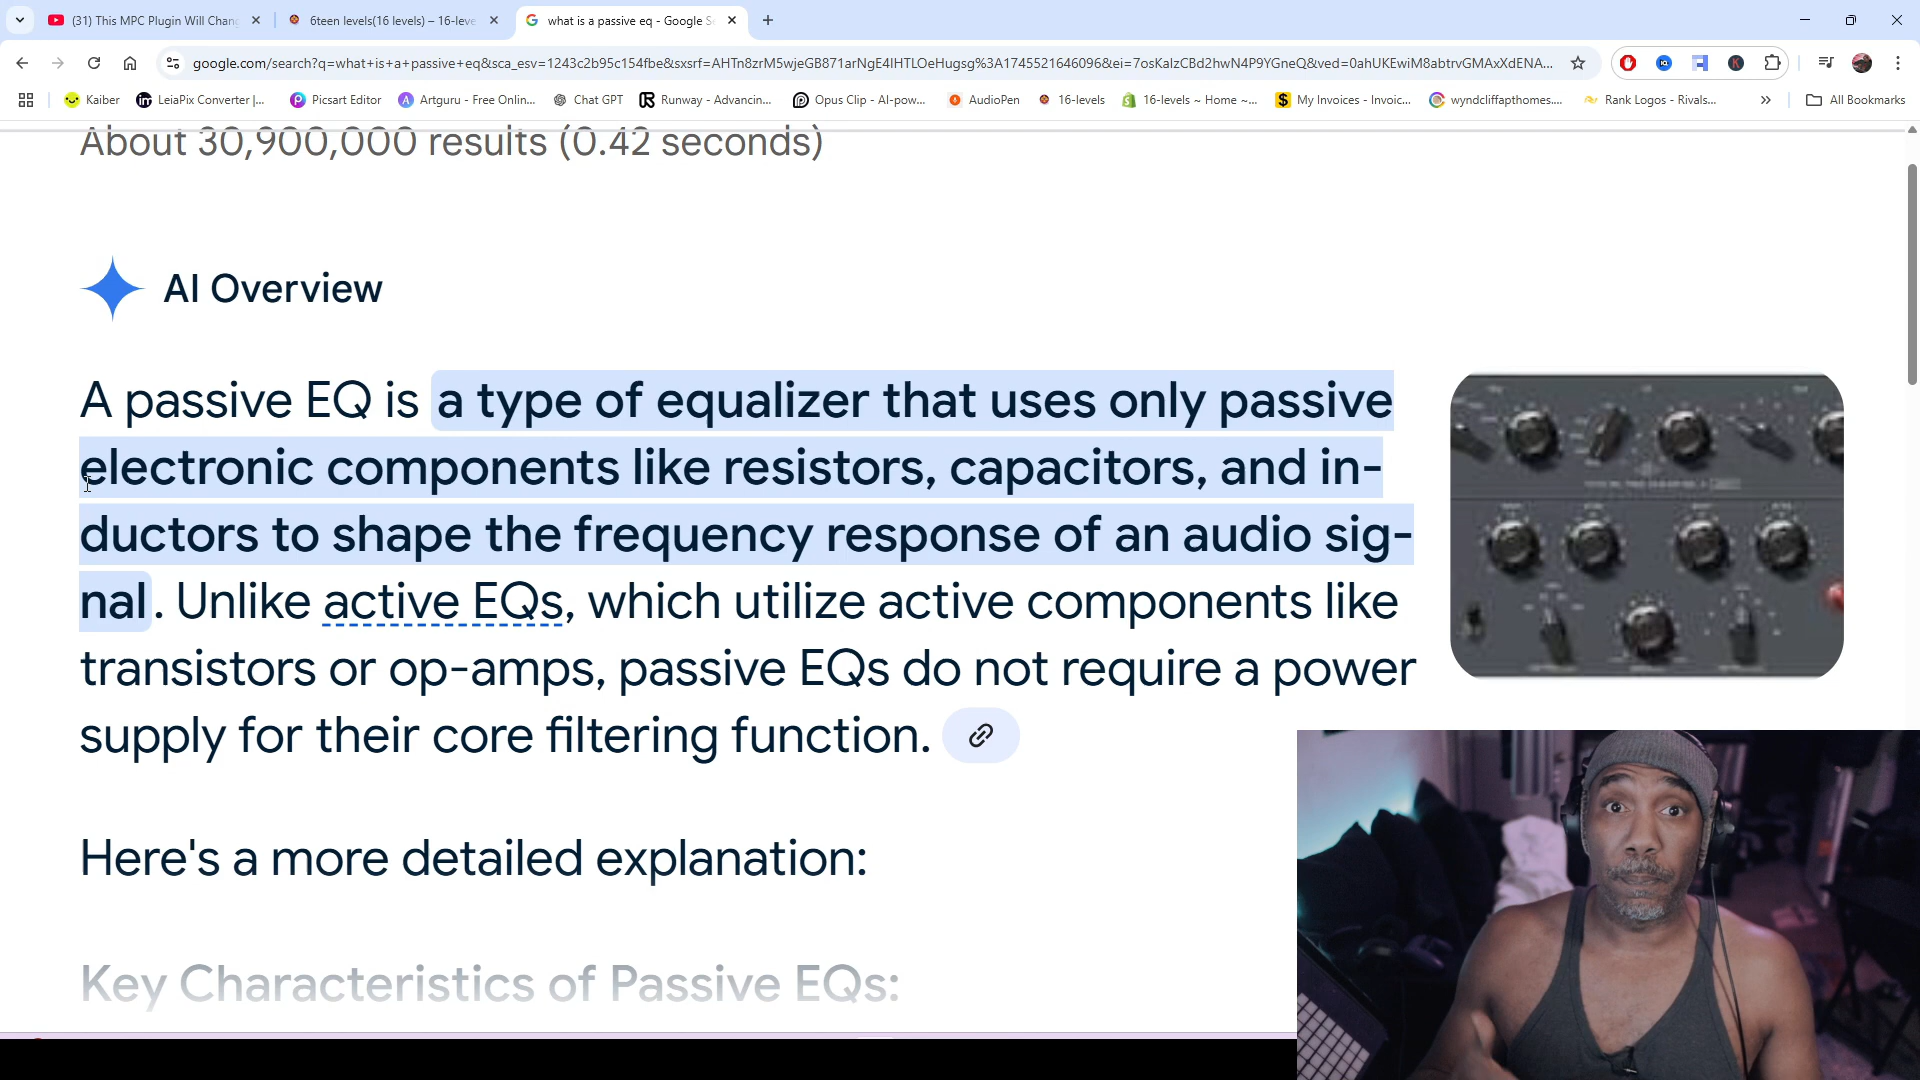 (31) This MPC Plugin Will Chang
6teen levels(16 levels) – 16-leve
what is a passive eq - Google Se
google.com/search?q=what+is+a+passive+eq&sca_esv=1243c2b95c154fbe&sxsrf=AHTn8zrM5wjeGB871arNgE4IHTLOeHugsg%3A1745521646096&ei=7osKaIzCBd2hwN4P9YGneQ&ved=0ahUKEwiM8abtrvGMAxXdENA...
Kaiber
LeiaPix Converter |...
Picsart Editor
Artguru - Free Onlin...
Chat GPT
Runway - Advancin...
Opus Clip - AI-pow...
AudioPen
16-levels
16-levels ~ Home ~...
My Invoices - Invoic...
wyndcliffapthomes....
Rank Logos - Rivals...
All Bookmarks
About 30,900,000 results (0.42 seconds)
AI Overview
A passive EQ is a type of equalizer that uses only passive
electronic components like resistors, capacitors, and in-
ductors to shape the frequency response of an audio sig-
nal. Unlike active EQs, which utilize active components like
transistors or op-amps, passive EQs do not require a power
supply for their core filtering function.
Here's a more detailed explanation:
Key Characteristics of Passive EQs: